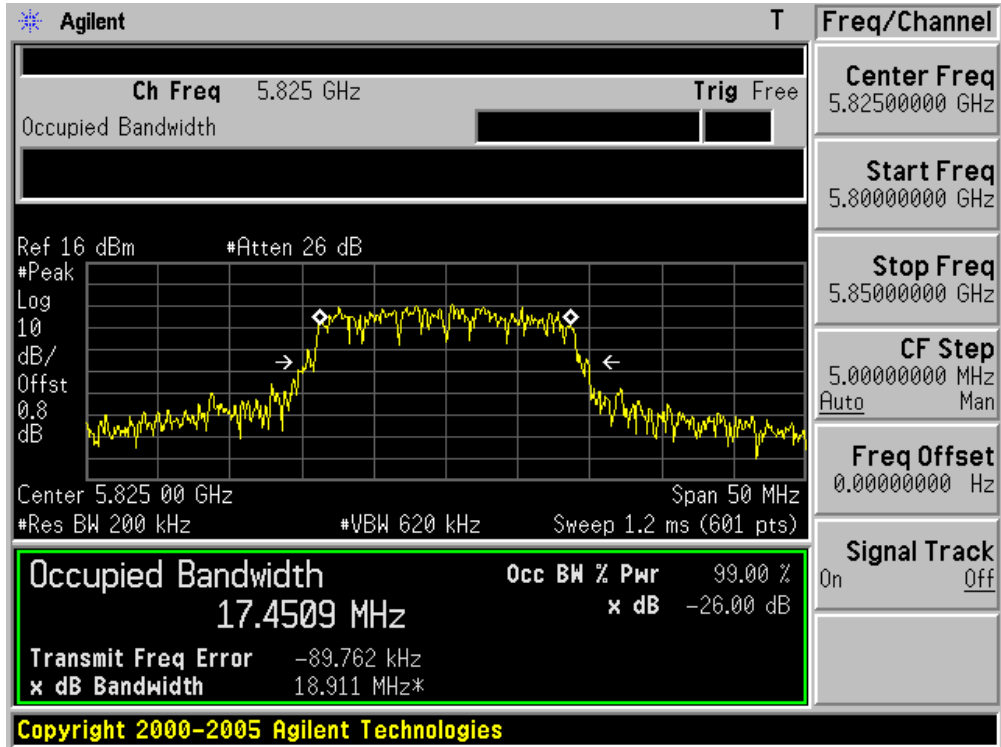 Agilent T
Freq/Channel
Ch Freq 5.825 GHz Trig Free
Occupied Bandwidth
Center Freq
5.82500000 GHz
Start Freq
5.80000000 GHz
Stop Freq
5.85000000 GHz
CF Step
5.00000000 MHz
Auto Man
Freq Offset
0.00000000 Hz
Signal Track
On Off
Ref 16 dBm #Atten 26 dB
#Peak
Log
10
dB/
Offst
0.8
dB
Center 5.825 00 GHz Span 50 MHz
#Res BW 200 kHz #VBW 620 kHz Sweep 1.2 ms (601 pts)
Occupied Bandwidth
17.4509 MHz
Occ BW % Pwr 99.00 %
x dB -26.00 dB
Transmit Freq Error -89.762 kHz
x dB Bandwidth 18.911 MHz*
Copyright 2000-2005 Agilent Technologies